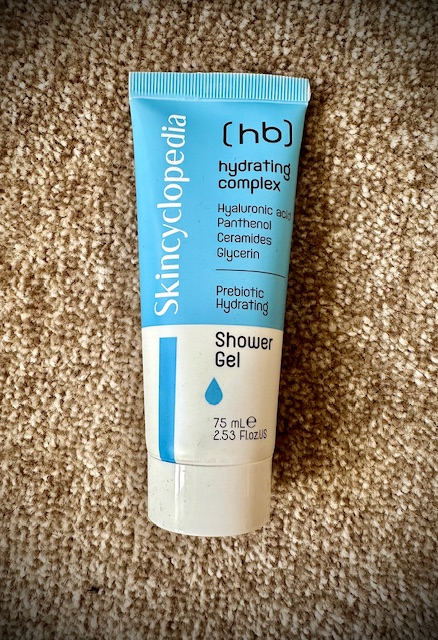 Skincyclopedia
(hb)
hydrating
complex
Hyaluronic acid
Panthenol
Ceramides
Glycerin
Prebiotic
Hydrating
Shower
Gel
75 mL℮
2.53 Fl.oz.US